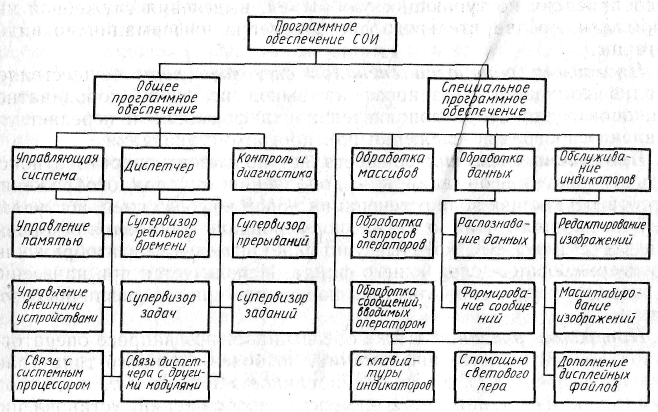 Программное
обеспечение СОИ
Общее
программное
обеспечение
Специальное
программное
обеспечение
Управляющая
система
Диспетчер
Контроль и
диагностика
Обработка
массивов
Обработка
данных
Обслужива-
ние
индикаторов
Управление
памятью
Супервизор
реального
времени
Супервизор
прерываний
Обработка
запросов
операторов
Распозна-
вание данных
Редактирование
изображений
Управление
внешними
устройствами
Супервизор
задач
Супервизор
заданий
Обработка
сообщений,
вводимых
оператором
Формирова-
ние сообще-
ний
Масштабиро-
вание
изображений
Связь с
системным
процессором
Связь диспет-
чера с други-
ми модулями
С клавиа-
туры
индикаторов
С помощью
светового
пера
Дополнение
дисплейных
файлов